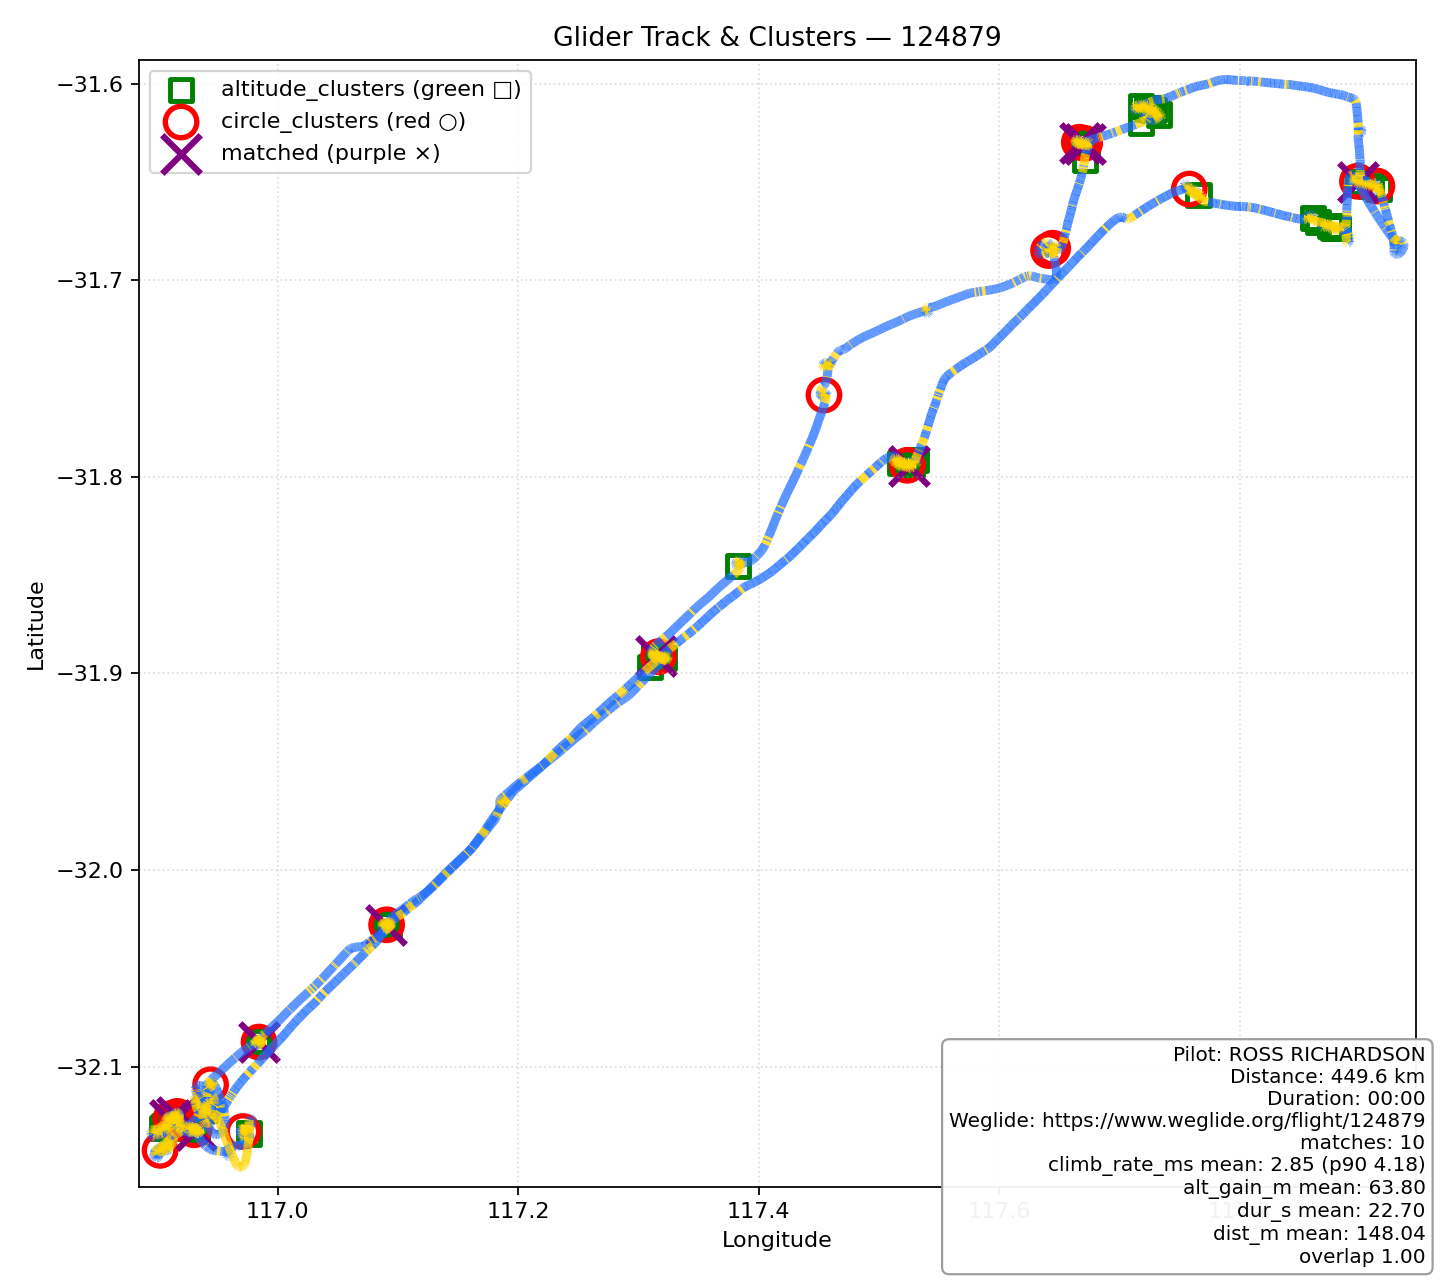 Glider Track & Clusters — 124879
altitude_clusters (green □)
circle_clusters (red ○)
matched (purple ×)
−31.6
−31.7
−31.8
−31.9
−32.0
−32.1
Latitude
117.0
117.2
117.4
117.6
Longitude
Pilot: ROSS RICHARDSON
Distance: 449.6 km
Duration: 00:00
Weglide: https://www.weglide.org/flight/124879
matches: 10
climb_rate_ms mean: 2.85 (p90 4.18)
alt_gain_m mean: 63.80
dur_s mean: 22.70
dist_m mean: 148.04
overlap 1.00